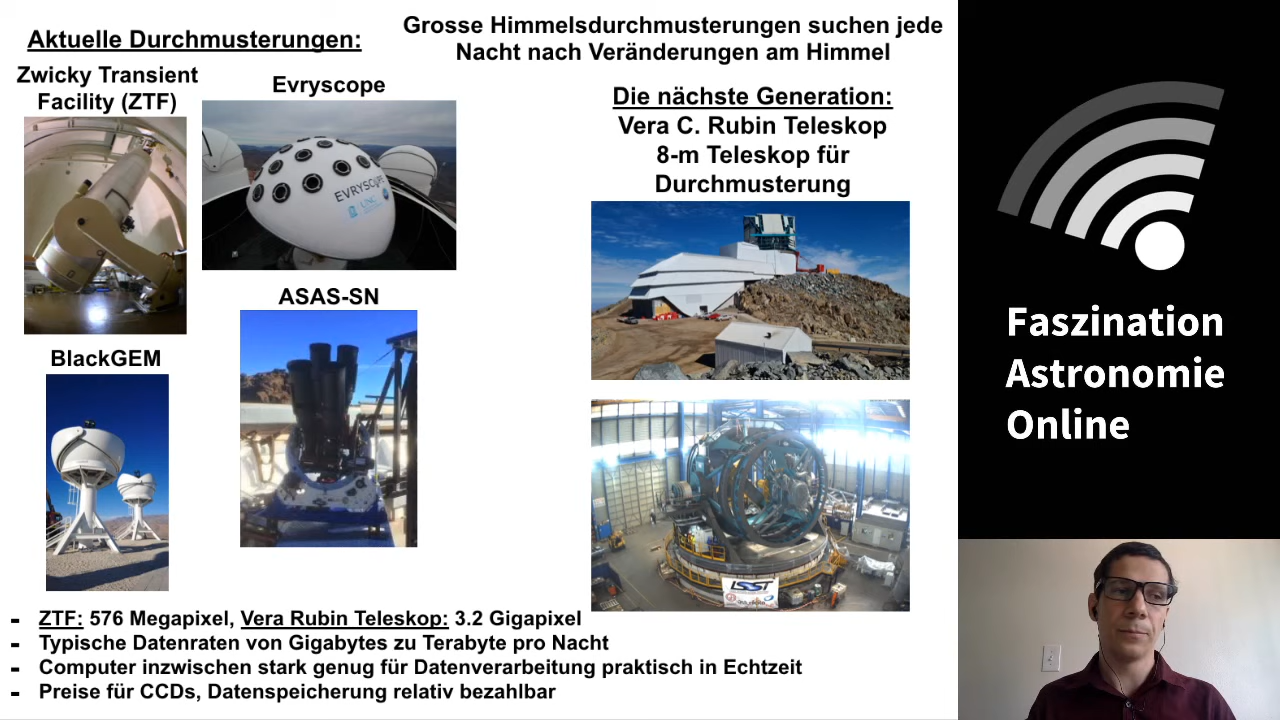 Grosse Himmelsdurchmusterungen suchen jede
Nacht nach Veränderungen am Himmel
Aktuelle Durchmusterungen:
Zwicky Transient
Facility (ZTF)
Evryscope
EVRYSCOPE
UNC
ASAS-SN
BlackGEM
Die nächste Generation:
Vera C. Rubin Teleskop
8-m Teleskop für
Durchmusterung
LSST
- ZTF: 576 Megapixel, Vera Rubin Teleskop: 3.2 Gigapixel
- Typische Datenraten von Gigabytes zu Terabyte pro Nacht
- Computer inzwischen stark genug für Datenverarbeitung praktisch in Echtzeit
- Preise für CCDs, Datenspeicherung relativ bezahlbar
Faszination
Astronomie
Online